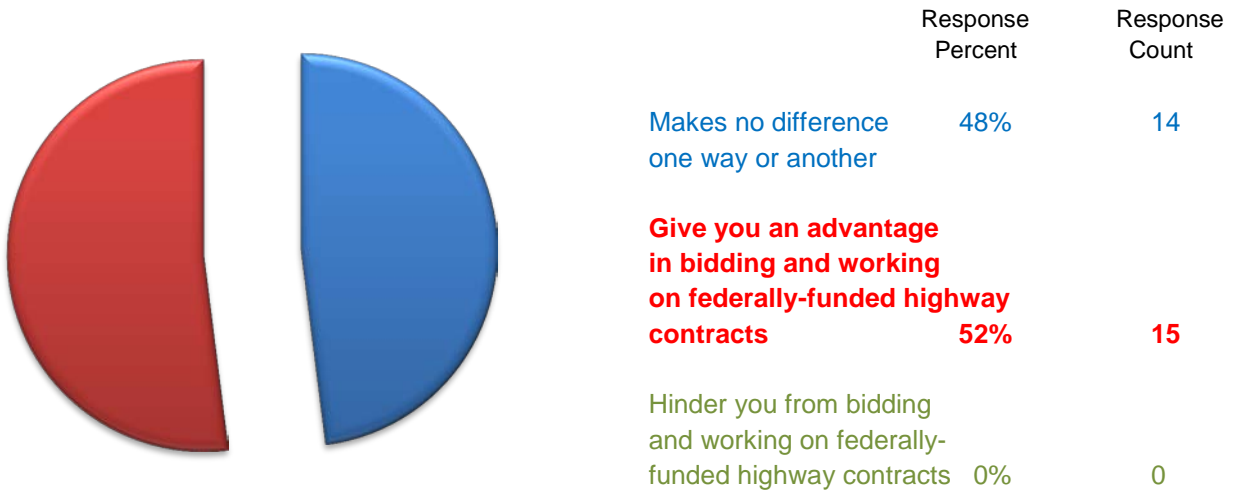 Response Response
Percent Count
Makes no difference 48% 14
one way or another
Give you an advantage
in bidding and working
on federally-funded highway
contracts 52% 15
Hinder you from bidding
and working on federally-
funded highway contracts 0% 0